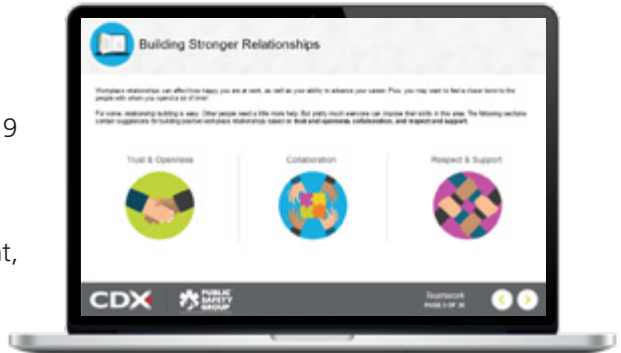 9
t,
Building Stronger Relationships
Workplace relationships can affect how happy you are at work, as well as your ability to advance your career. Plus, you may want to feel a closer bond to the
people with whom you spend a lot of time!
For some, relationship building is easy. Other people need a little more help. But pretty much everyone can improve their skills in this area. The following sections
contain suggestions for building positive workplace relationships based on trust and openness, collaboration, and respect and support.
Trust & Openness
Collaboration
Respect & Support
CDX
PUBLIC
SAFETY
GROUP
Teamwork